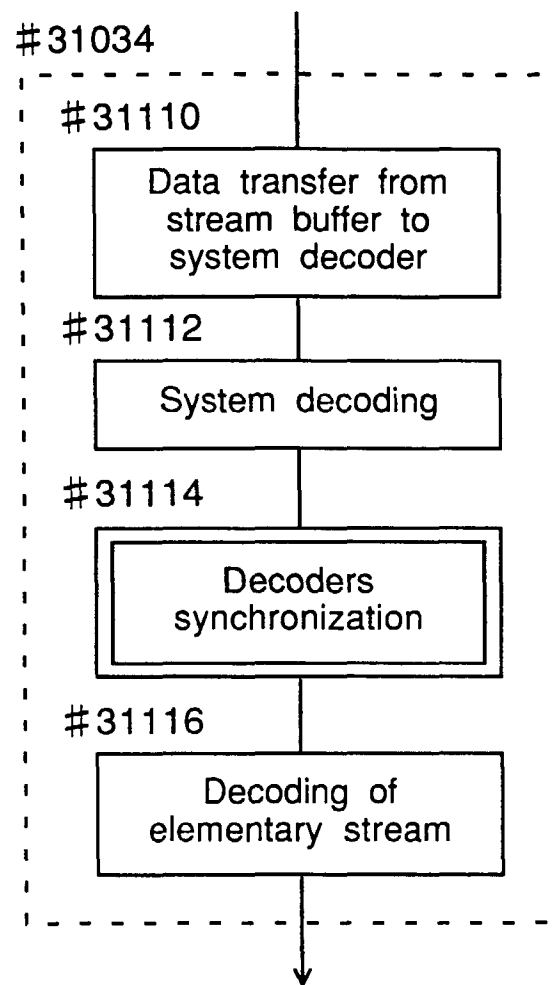 #31034
#31110
Data transfer from
stream buffer to
system decoder
#31112
System decoding
#31114
Decoders
synchronization
#31116
Decoding of
elementary stream